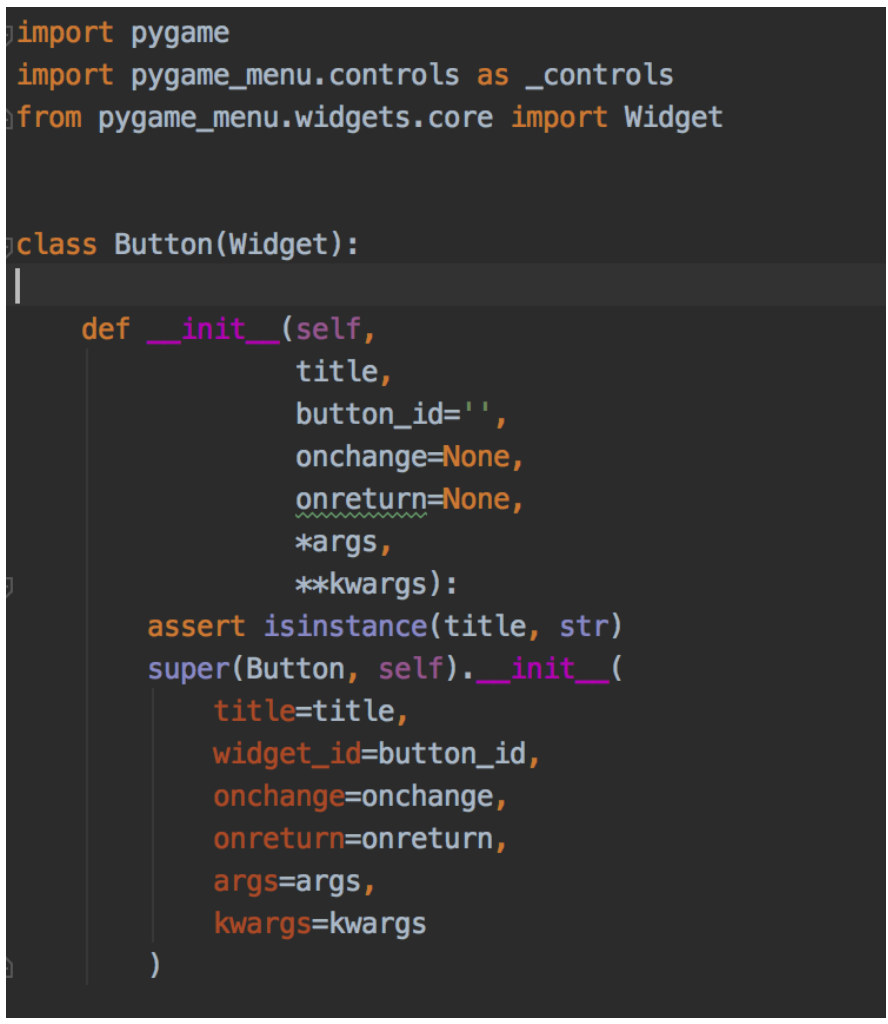 import pygame
import pygame_menu.controls as _controls
from pygame_menu.widgets.core import Widget
class Button(Widget):
    def __init__(self,
                 title,
                 button_id='',
                 onchange=None,
                 onreturn=None,
                 *args,
                 **kwargs):
        assert isinstance(title, str)
        super(Button, self).__init__(
            title=title,
            widget_id=button_id,
            onchange=onchange,
            onreturn=onreturn,
            args=args,
            kwargs=kwargs
        )